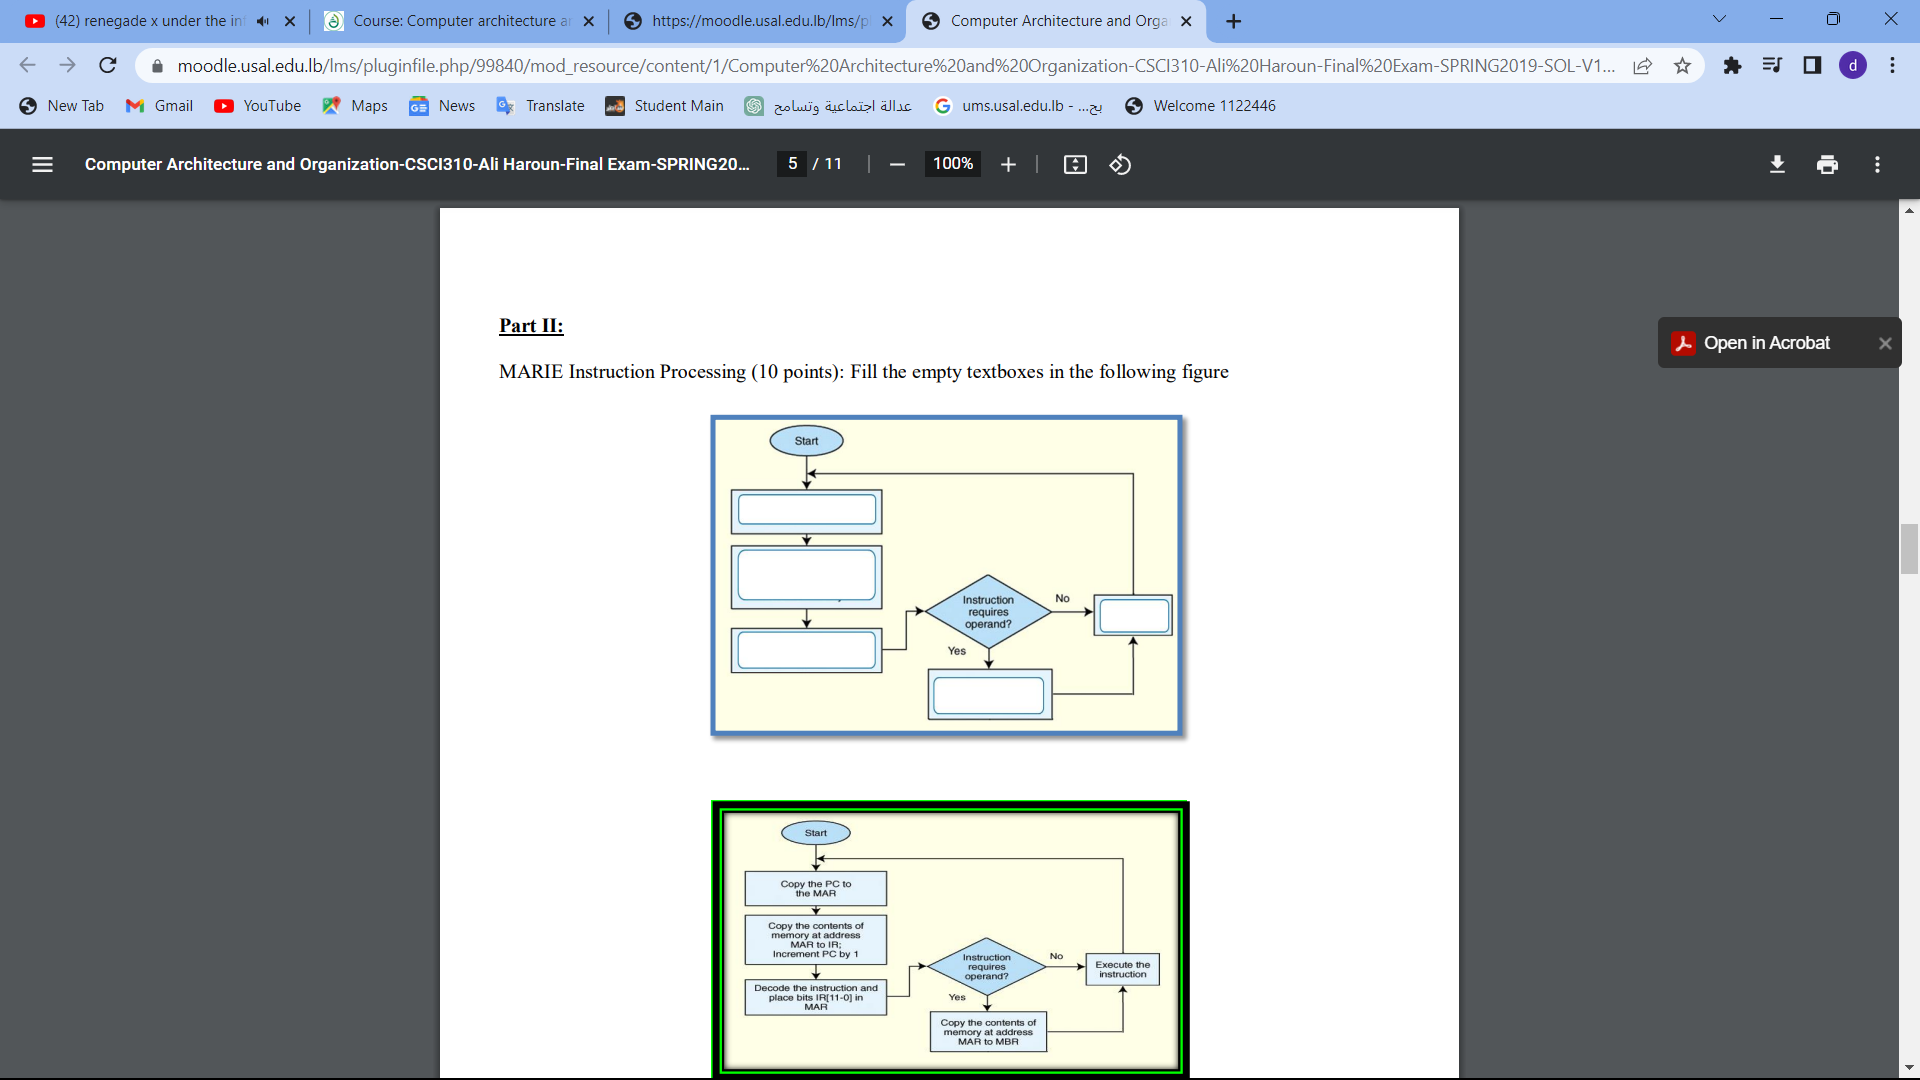 (42) renegade x under the in
Course: Computer architecture a
https://moodle.usal.edu.lb/lms/p
Computer Architecture and Orga
moodle.usal.edu.lb/lms/pluginfile.php/99840/mod_resource/content/1/Computer%20Architecture%20and%20Organization-CSCI310-Ali%20Haroun-Final%20Exam-SPRING2019-SOL-V1...
d
New Tab
Gmail
YouTube
Maps
News
Translate
Student Main
عدالة اجتماعية وتسامح
ums.usal.edu.lb - ...بح
Welcome 1122446
Computer Architecture and Organization-CSCI310-Ali Haroun-Final Exam-SPRING20...
5 / 11
100%
Open in Acrobat
Part II:
MARIE Instruction Processing (10 points): Fill the empty textboxes in the following figure
Start
Instruction
requires
operand?
No
Yes
Start
Copy the PC to
the MAR
Copy the contents of
memory at address
MAR to IR;
Increment PC by 1
Decode the instruction and
place bits IR[11-0] in
MAR
Instruction
requires
operand?
No
Yes
Execute the
instruction
Copy the contents of
memory at address
MAR to MBR